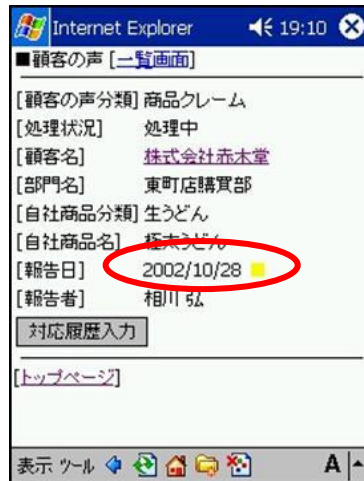 Internet Explorer 19:10
■顧客の声 [一覧画面]
[顧客の声分類] 商品クレーム
[処理状況] 処理中
[顧客名] 株式会社赤木堂
[部門名] 東町店購買部
[自社商品分類] 生うどん
[自社商品名] 極太うどん
[報告日] 2002/10/28
[報告者] 相川 弘
対応履歴入力
[トップページ]
表示 ツール A